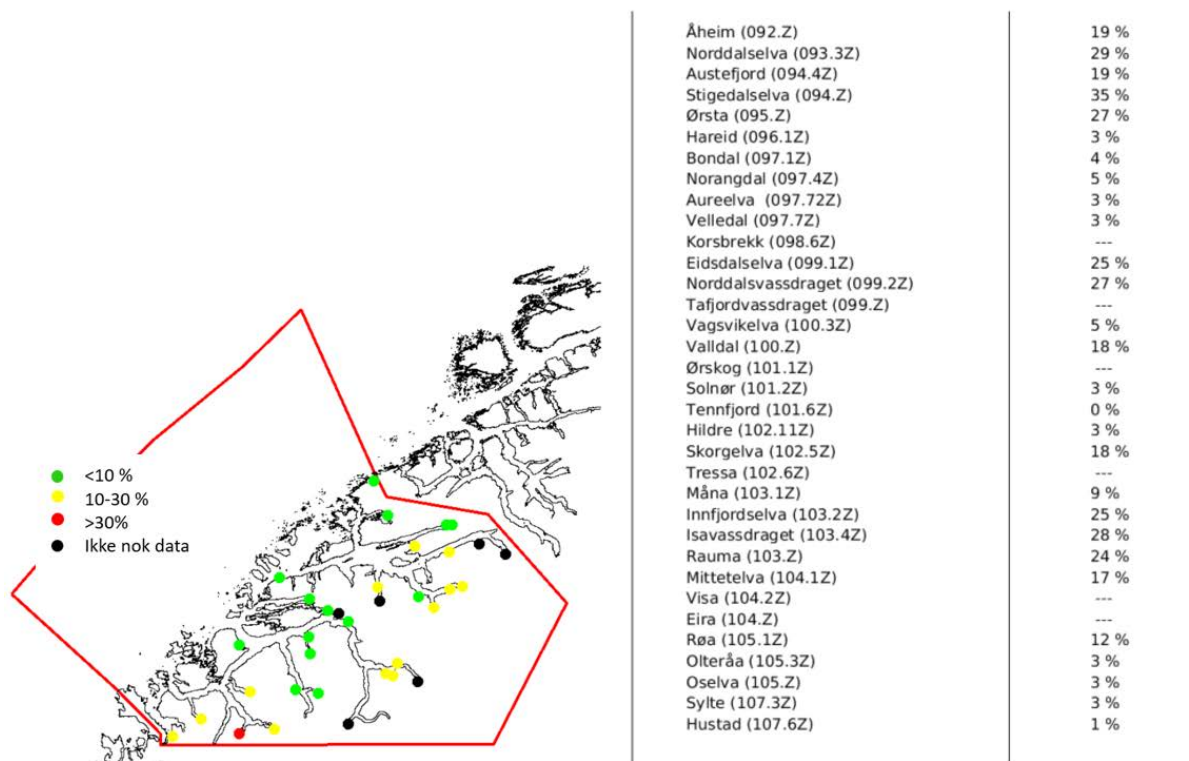 <10 %
10-30 %
>30%
Ikke nok data
Åheim (092.Z) 19 %
Norddalselva (093.3Z) 29 %
Austefjord (094.4Z) 19 %
Stigedalselva (094.Z) 35 %
Ørsta (095.Z) 27 %
Hareid (096.1Z) 3 %
Bondal (097.1Z) 4 %
Norangdal (097.4Z) 5 %
Aureelva (097.72Z) 3 %
Velledal (097.7Z) 3 %
Korsbrekk (098.6Z) ---
Eidsdalselva (099.1Z) 25 %
Norddalsvassdraget (099.2Z) 27 %
Tafjordvassdraget (099.Z) ---
Vagsvikelva (100.3Z) 5 %
Valldal (100.Z) 18 %
Ørskog (101.1Z) ---
Solnør (101.2Z) 3 %
Tennfjord (101.6Z) 0 %
Hildre (102.11Z) 3 %
Skorgelva (102.5Z) 18 %
Tressa (102.6Z) ---
Måna (103.1Z) 9 %
Innfjordselva (103.2Z) 25 %
Isavassdraget (103.4Z) 28 %
Rauma (103.Z) 24 %
Mittetelva (104.1Z) 17 %
Visa (104.2Z) ---
Eira (104.Z) ---
Røa (105.1Z) 12 %
Olteråa (105.3Z) 3 %
Oselva (105.Z) 3 %
Sylte (107.3Z) 3 %
Hustad (107.6Z) 1 %